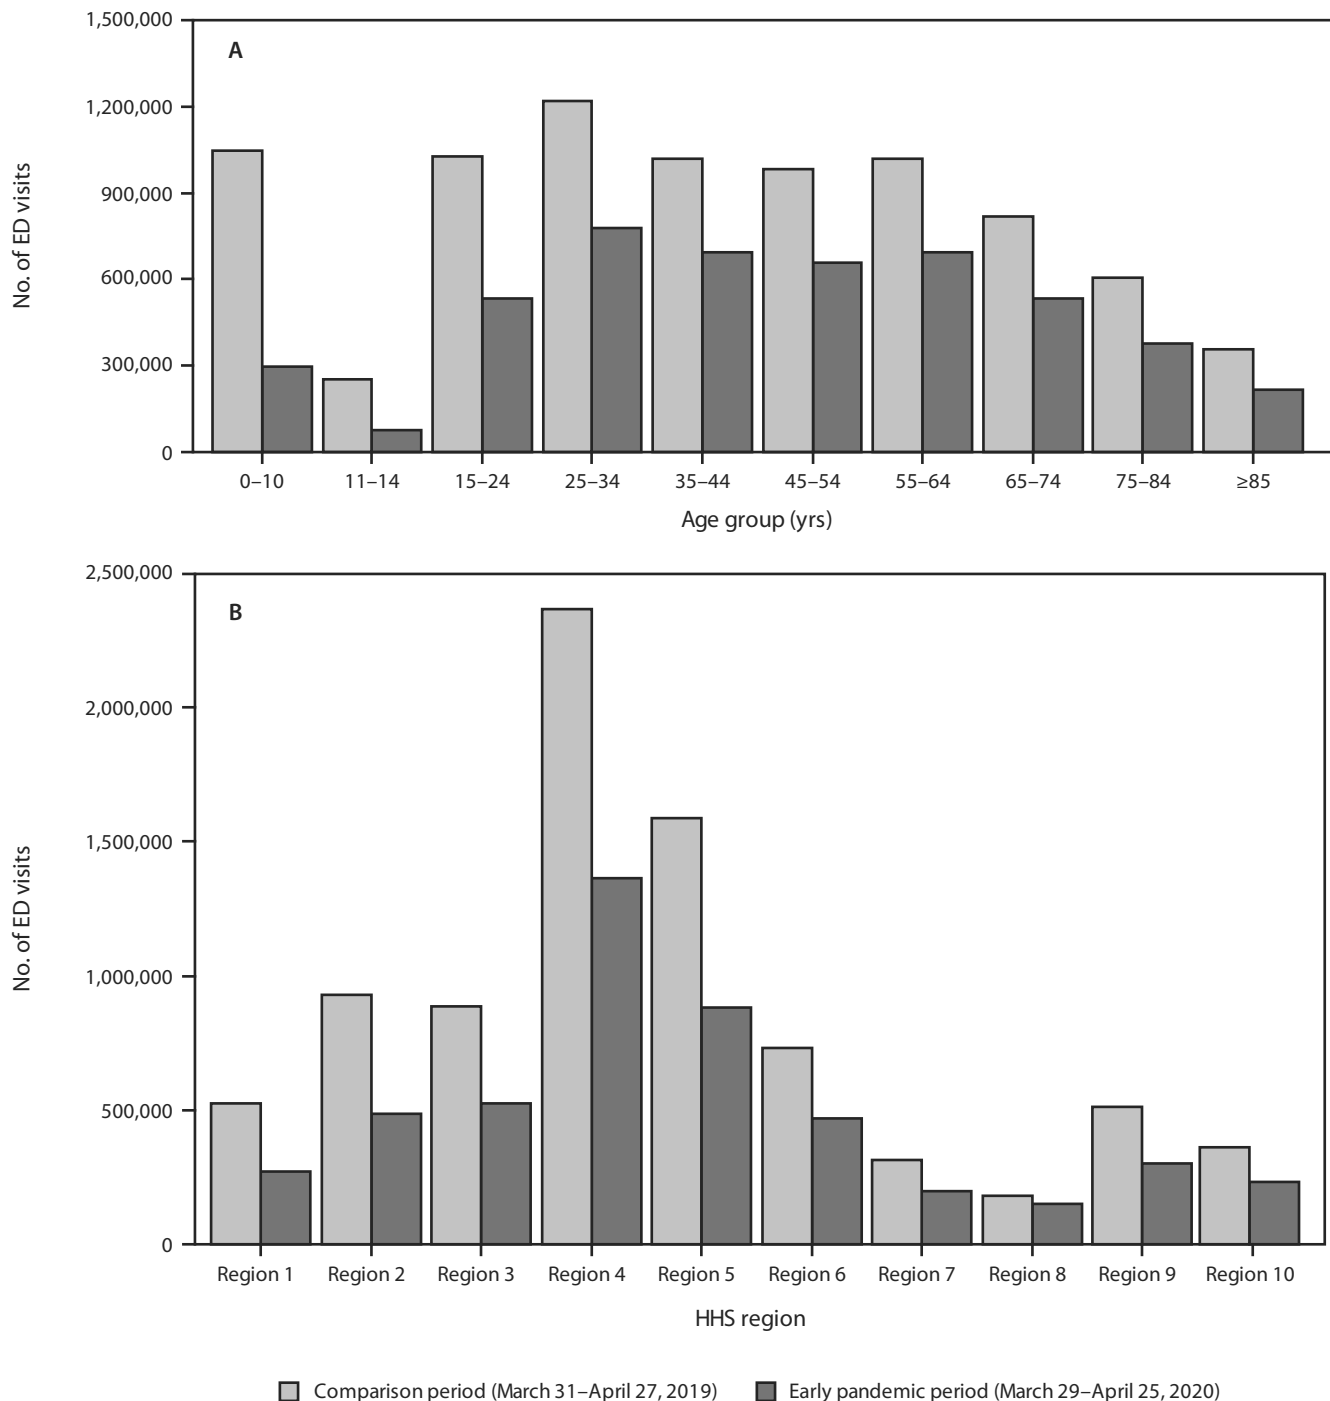 A
1,500,000
1,200,000
900,000
600,000
300,000
0
No. of ED visits
0–10 11–14 15–24 25–34 35–44 45–54 55–64 65–74 75–84 ≥85
Age group (yrs)
B
2,500,000
2,000,000
1,500,000
1,000,000
500,000
0
No. of ED visits
Region 1 Region 2 Region 3 Region 4 Region 5 Region 6 Region 7 Region 8 Region 9 Region 10
HHS region
Comparison period (March 31–April 27, 2019) Early pandemic period (March 29–April 25, 2020)